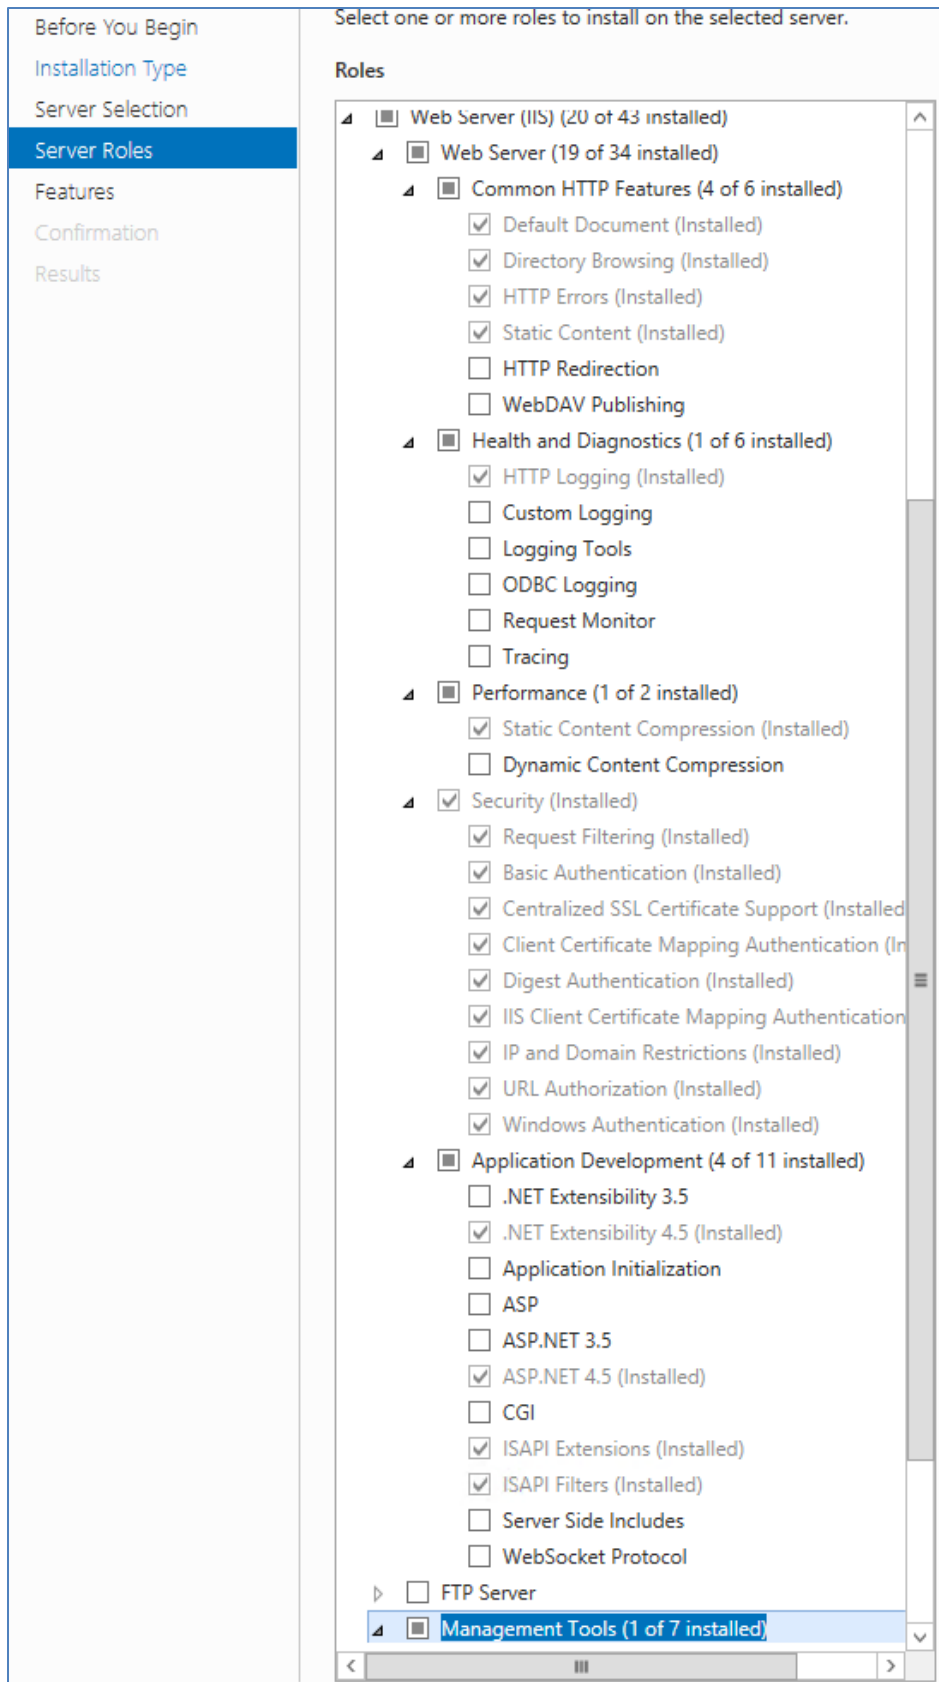 Before You Begin
Installation Type
Server Selection
Server Roles
Features
Confirmation
Results
Select one or more roles to install on the selected server.
Roles
Web Server (IIS) (20 of 43 installed)
Web Server (19 of 34 installed)
Common HTTP Features (4 of 6 installed)
Default Document (Installed)
Directory Browsing (Installed)
HTTP Errors (Installed)
Static Content (Installed)
HTTP Redirection
WebDAV Publishing
Health and Diagnostics (1 of 6 installed)
HTTP Logging (Installed)
Custom Logging
Logging Tools
ODBC Logging
Request Monitor
Tracing
Performance (1 of 2 installed)
Static Content Compression (Installed)
Dynamic Content Compression
Security (Installed)
Request Filtering (Installed)
Basic Authentication (Installed)
Centralized SSL Certificate Support (Installed
Client Certificate Mapping Authentication (In
Digest Authentication (Installed)
IIS Client Certificate Mapping Authentication
IP and Domain Restrictions (Installed)
URL Authorization (Installed)
Windows Authentication (Installed)
Application Development (4 of 11 installed)
.NET Extensibility 3.5
.NET Extensibility 4.5 (Installed)
Application Initialization
ASP
ASP.NET 3.5
ASP.NET 4.5 (Installed)
CGI
ISAPI Extensions (Installed)
ISAPI Filters (Installed)
Server Side Includes
WebSocket Protocol
FTP Server
Management Tools (1 of 7 installed)